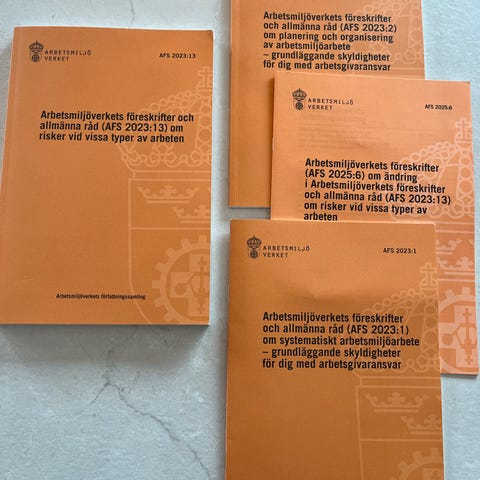 ARBETSMILJÖ
VERKET
AFS 2023:13
Arbetsmiljöverkets föreskrifter och
allmänna råd (AFS 2023:13) om
risker vid vissa typer av arbeten
Arbetsmiljöverkets författningssamling
Arbetsmiljöverkets föreskrifter
och allmänna råd (AFS 2023:2)
om planering och organisering
av arbetsmiljöarbete
– grundläggande skyldigheter
för dig med arbetsgivaransvar
ARBETSMILJÖ
VERKET
AFS 2025:6
Arbetsmiljöverkets föreskrifter
(AFS 2025:6) om ändring
i Arbetsmiljöverkets föreskrifter
och allmänna råd (AFS 2023:13)
om risker vid vissa typer av
arbeten
ARBETSMILJÖ
VERKET
AFS 2023:1
Arbetsmiljöverkets föreskrifter
och allmänna råd (AFS 2023:1)
om systematiskt arbetsmiljöarbete
– grundläggande skyldigheter
för dig med arbetsgivaransvar